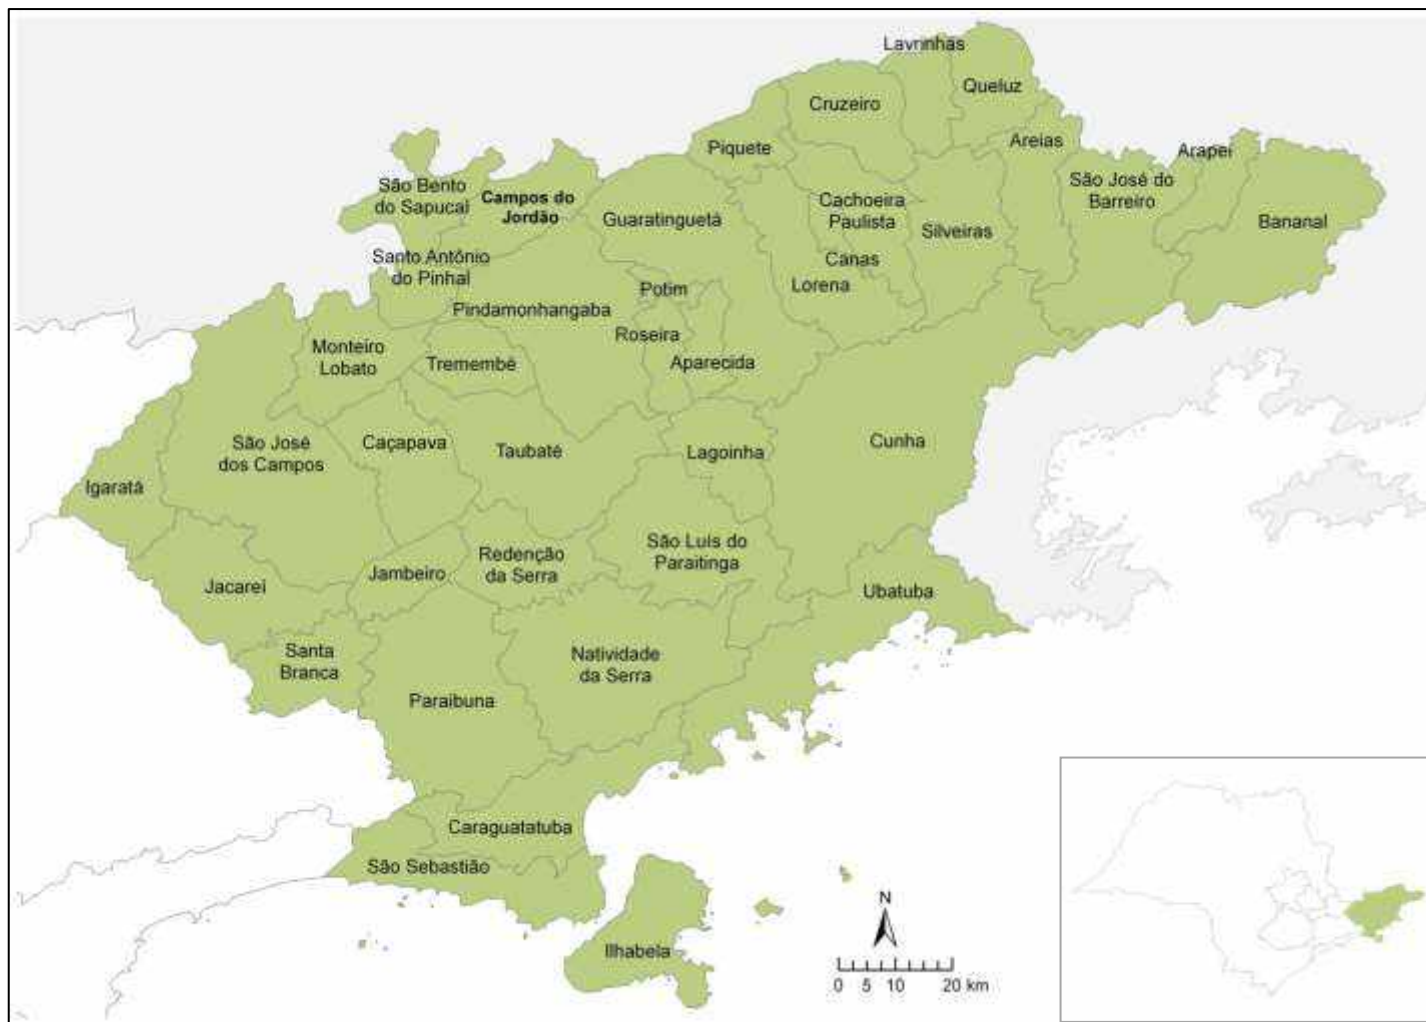 Lavrinhas
Queluz
Cruzeiro
Piquete
Areias
Arapeí
São José do
Barreiro
Bananal
São Bento
do Sapucaí
Campos do
Jordão
Guaratinguetá
Cachoeira
Paulista
Silveiras
Santo Antônio
do Pinhal
Canas
Lorena
Potim
Pindamonhangaba
Roseira
Aparecida
Monteiro
Lobato
Tremembé
São José
dos Campos
Caçapava
Taubaté
Lagoinha
Cunha
Igaratá
Jacareí
Jambeiro
Redenção
da Serra
São Luís do
Paraitinga
Ubatuba
Santa
Branca
Paraibuna
Natividade
da Serra
Caraguatatuba
São Sebastião
Ilhabela
N
0 5 10 20 km